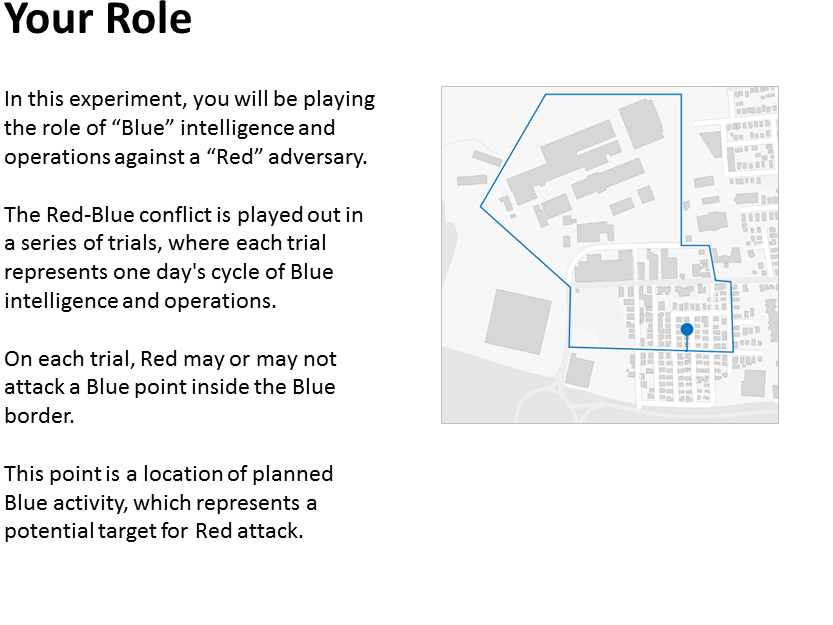 Your Role
In this experiment, you will be playing
the role of “Blue” intelligence and
operations against a “Red” adversary.
The Red-Blue conflict is played out in
a series of trials, where each trial
represents one day's cycle of Blue
intelligence and operations.
On each trial, Red may or may not
attack a Blue point inside the Blue
border.
This point is a location of planned
Blue activity, which represents a
potential target for Red attack.